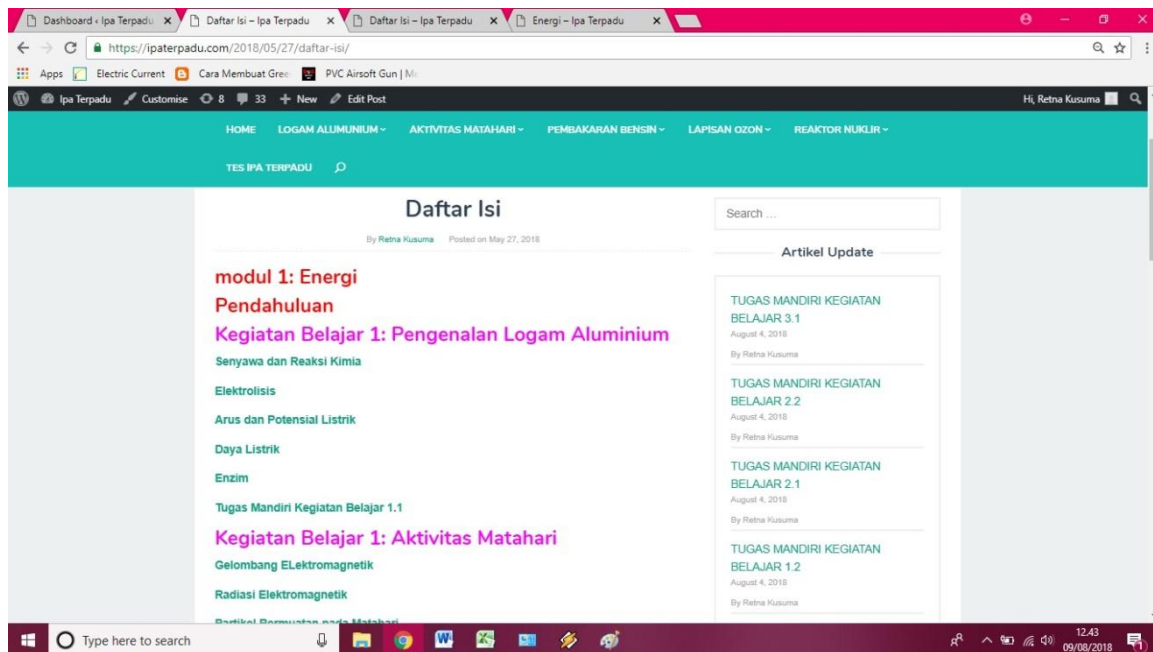 Dashboard ‹ Ipa Terpadu
Daftar Isi – Ipa Terpadu
Daftar Isi – Ipa Terpadu
Energi – Ipa Terpadu
https://ipaterpadu.com/2018/05/27/daftar-isi/
Apps Electric Current Cara Membuat Gree PVC Airsoft Gun |
Ipa Terpadu Customise 8 33 + New Edit Post Hi, Retna Kusuma
HOME LOGAM ALUMUNIUM AKTIVITAS MATAHARI PEMBAKARAN BENSIN LAPISAN OZON REAKTOR NUKLIR
TES IPA TERPADU
Daftar Isi
By Retna Kusuma Posted on May 27, 2018
modul 1: Energi
Pendahuluan
Kegiatan Belajar 1: Pengenalan Logam Aluminium
Senyawa dan Reaksi Kimia
Elektrolisis
Arus dan Potensial Listrik
Daya Listrik
Enzim
Tugas Mandiri Kegiatan Belajar 1.1
Kegiatan Belajar 1: Aktivitas Matahari
Gelombang ELektromagnetik
Radiasi Elektromagnetik
Partikel Bermuatan pada Matahari
Search ...
Artikel Update
TUGAS MANDIRI KEGIATAN
BELAJAR 3.1
August 4, 2018
By Retna Kusuma
TUGAS MANDIRI KEGIATAN
BELAJAR 2.2
August 4, 2018
By Retna Kusuma
TUGAS MANDIRI KEGIATAN
BELAJAR 2.1
August 4, 2018
By Retna Kusuma
TUGAS MANDIRI KEGIATAN
BELAJAR 1.2
August 4, 2018
By Retna Kusuma
Type here to search
12.43
09/08/2018